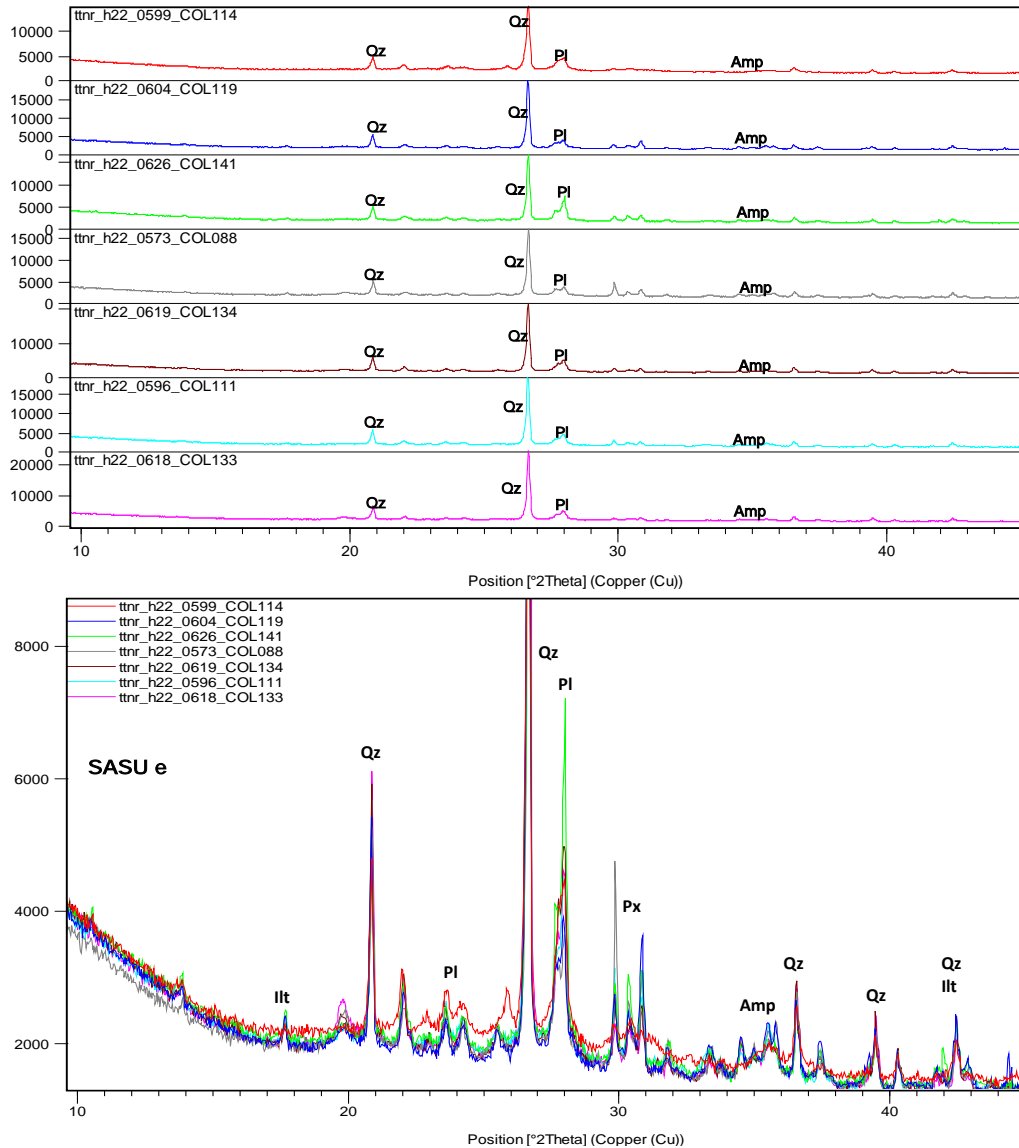 ttnr_h22_0599_COL114
10000
5000
0
Qz
Qz
Pl
Amp
ttnr_h22_0604_COL119
15000
10000
5000
0
Qz
Qz
Pl
Amp
ttnr_h22_0626_COL141
10000
5000
0
Qz
Qz
Pl
Amp
ttnr_h22_0573_COL088
15000
10000
5000
0
Qz
Qz
Pl
Amp
ttnr_h22_0619_COL134
10000
0
Qz
Qz
Pl
Amp
ttnr_h22_0596_COL111
15000
10000
5000
0
Qz
Qz
Pl
Amp
ttnr_h22_0618_COL133
20000
10000
0
Qz
Qz
Pl
Amp
10 20 30 40
Position [°2Theta] (Copper (Cu))
ttnr_h22_0599_COL114
ttnr_h22_0604_COL119
ttnr_h22_0626_COL141
ttnr_h22_0573_COL088
ttnr_h22_0619_COL134
ttnr_h22_0596_COL111
ttnr_h22_0618_COL133
8000
6000
4000
2000
SASU e
Ilt
Qz
Pl
Qz
Pl
Px
Amp
Qz
Qz
Qz
Ilt
10 20 30 40
Position [°2Theta] (Copper (Cu))